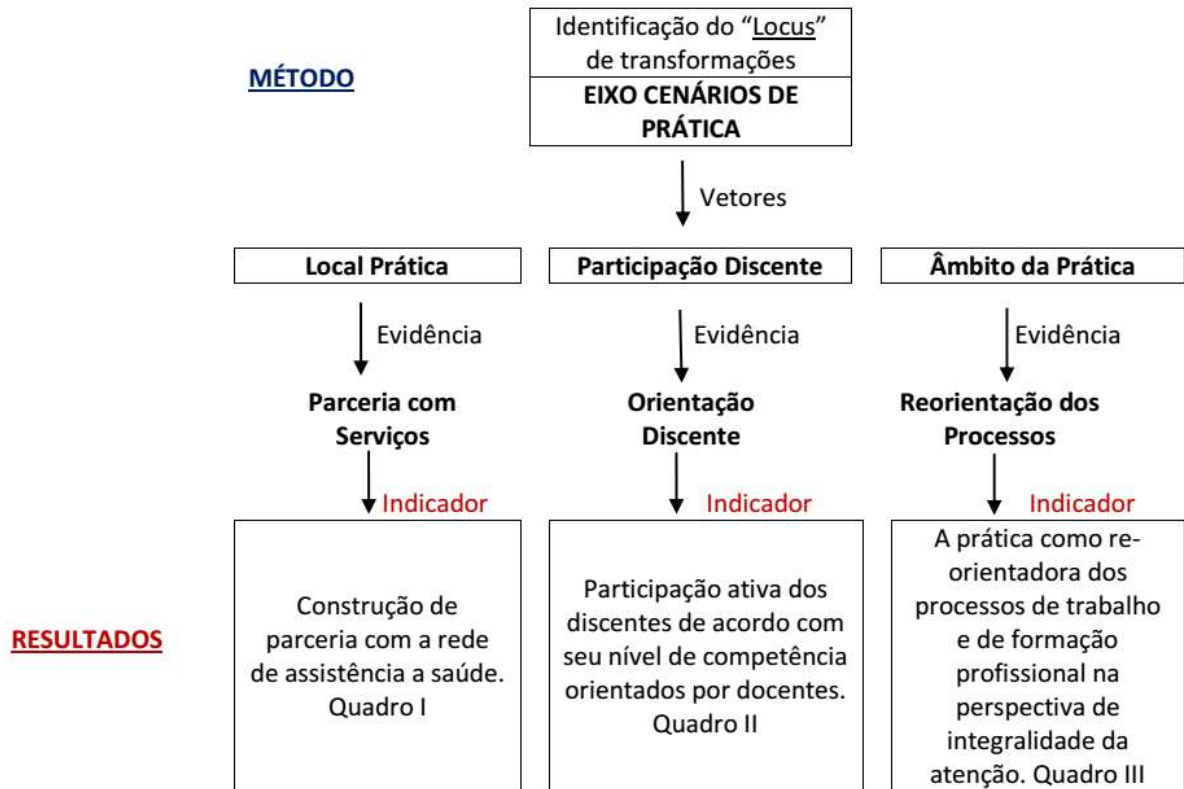 Identificação do “Locus”
de transformações
MÉTODO
EIXO CENÁRIOS DE
PRÁTICA
Vetores
Local Prática
Participação Discente
Âmbito da Prática
Evidência
Evidência
Evidência
Parceria com
Serviços
Orientação
Discente
Reorientação dos
Processos
Indicador
Indicador
Indicador
RESULTADOS
Construção de
parceria com a rede
de assistência a saúde.
Quadro I
Participação ativa dos
discentes de acordo com
seu nível de competência
orientados por docentes.
Quadro II
A prática como re-
orientadora dos
processos de trabalho
e de formação
profissional na
perspectiva de
integralidade da
atenção. Quadro III